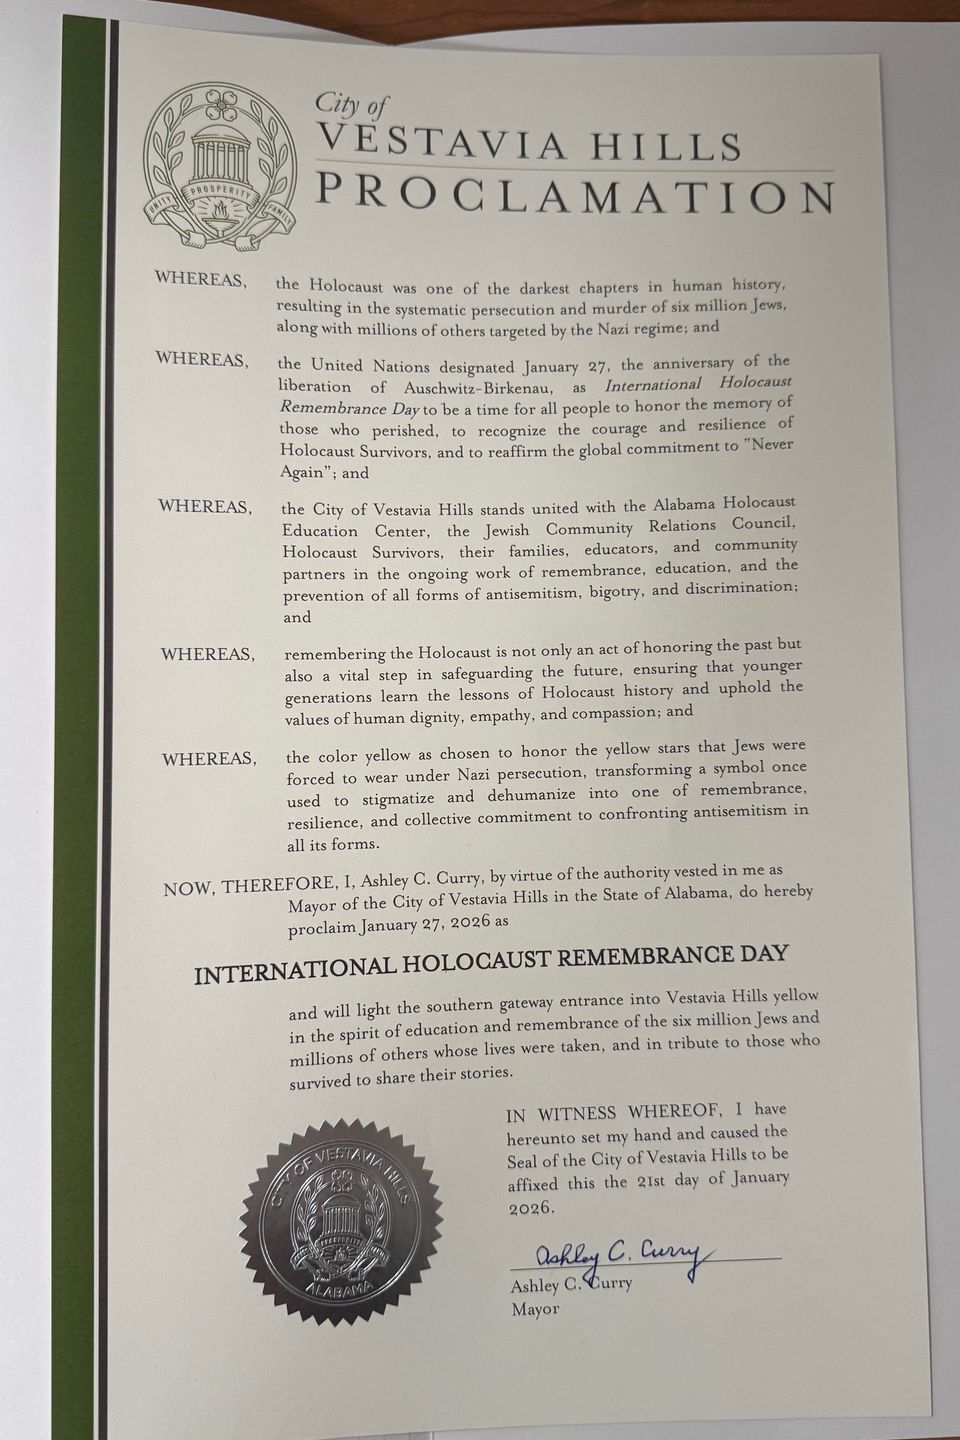 City of
VESTAVIA HILLS
PROCLAMATION
UNITY PROSPERITY FAMILY
WHEREAS, the Holocaust was one of the darkest chapters in human history,
resulting in the systematic persecution and murder of six million Jews,
along with millions of others targeted by the Nazi regime; and
WHEREAS, the United Nations designated January 27, the anniversary of the
liberation of Auschwitz-Birkenau, as International Holocaust
Remembrance Day to be a time for all people to honor the memory of
those who perished, to recognize the courage and resilience of
Holocaust Survivors, and to reaffirm the global commitment to "Never
Again"; and
WHEREAS, the City of Vestavia Hills stands united with the Alabama Holocaust
Education Center, the Jewish Community Relations Council,
Holocaust Survivors, their families, educators, and community
partners in the ongoing work of remembrance, education, and the
prevention of all forms of antisemitism, bigotry, and discrimination;
and
WHEREAS, remembering the Holocaust is not only an act of honoring the past but
also a vital step in safeguarding the future, ensuring that younger
generations learn the lessons of Holocaust history and uphold the
values of human dignity, empathy, and compassion; and
WHEREAS, the color yellow as chosen to honor the yellow stars that Jews were
forced to wear under Nazi persecution, transforming a symbol once
used to stigmatize and dehumanize into one of remembrance,
resilience, and collective commitment to confronting antisemitism in
all its forms.
NOW, THEREFORE, I, Ashley C. Curry, by virtue of the authority vested in me as
Mayor of the City of Vestavia Hills in the State of Alabama, do hereby
proclaim January 27, 2026 as
INTERNATIONAL HOLOCAUST REMEMBRANCE DAY
and will light the southern gateway entrance into Vestavia Hills yellow
in the spirit of education and remembrance of the six million Jews and
millions of others whose lives were taken, and in tribute to those who
survived to share their stories.
IN WITNESS WHEREOF, I have
hereunto set my hand and caused the
Seal of the City of Vestavia Hills to be
affixed this the 21st day of January
2026.
Ashley C. Curry
Ashley C. Curry
Mayor
CITY OF VESTAVIA HILLS
ALABAMA